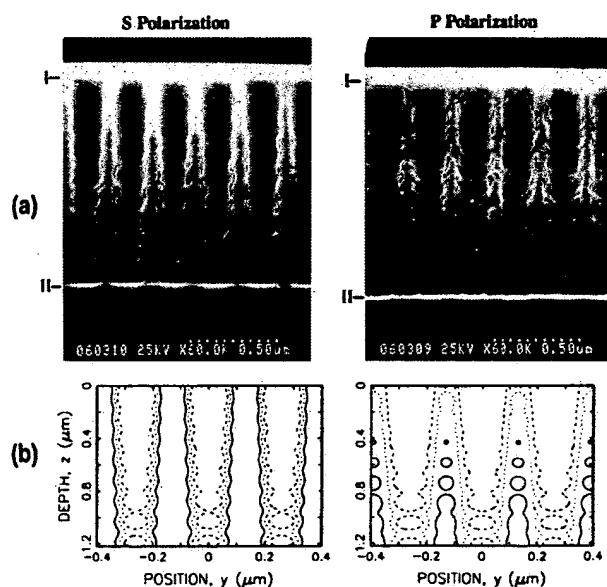 S Polarization
P Polarization
I
I
(a)
II
II
060310 25KV X60.0K 0.50um
060309 25KV X60.0K 0.50um
(b)
0
0.4
0.8
1.2
DEPTH, z (μm)
-0.4 -0.2 0 0.2 0.4
POSITION, y (μm)
0
0.4
0.8
1.2
-0.4 -0.2 0 0.2 0.4
POSITION, y (μm)